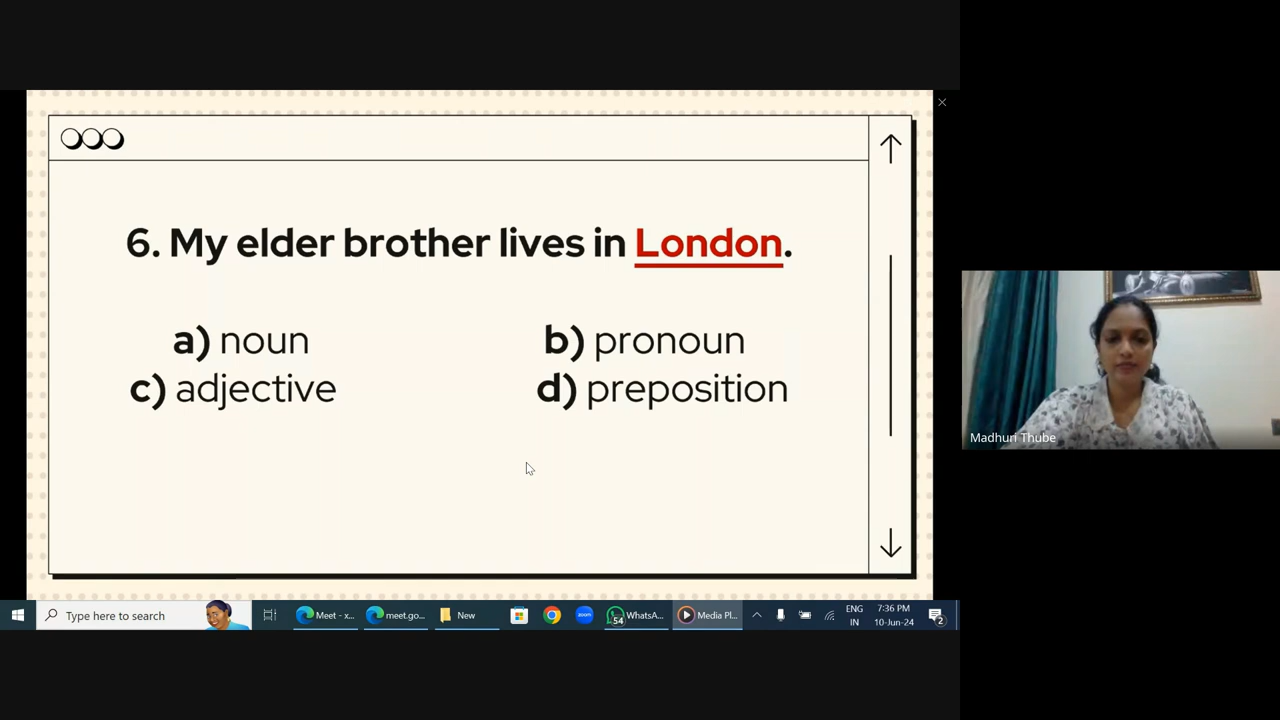 6. My elder brother lives in London.
a) noun
b) pronoun
c) adjective
d) preposition
Madhuri Thube
Type here to search
Meet - x...
meet.go...
New
zoom
54
WhatsA...
Media Pl...
ENG
IN
7:36 PM
10-Jun-24
2